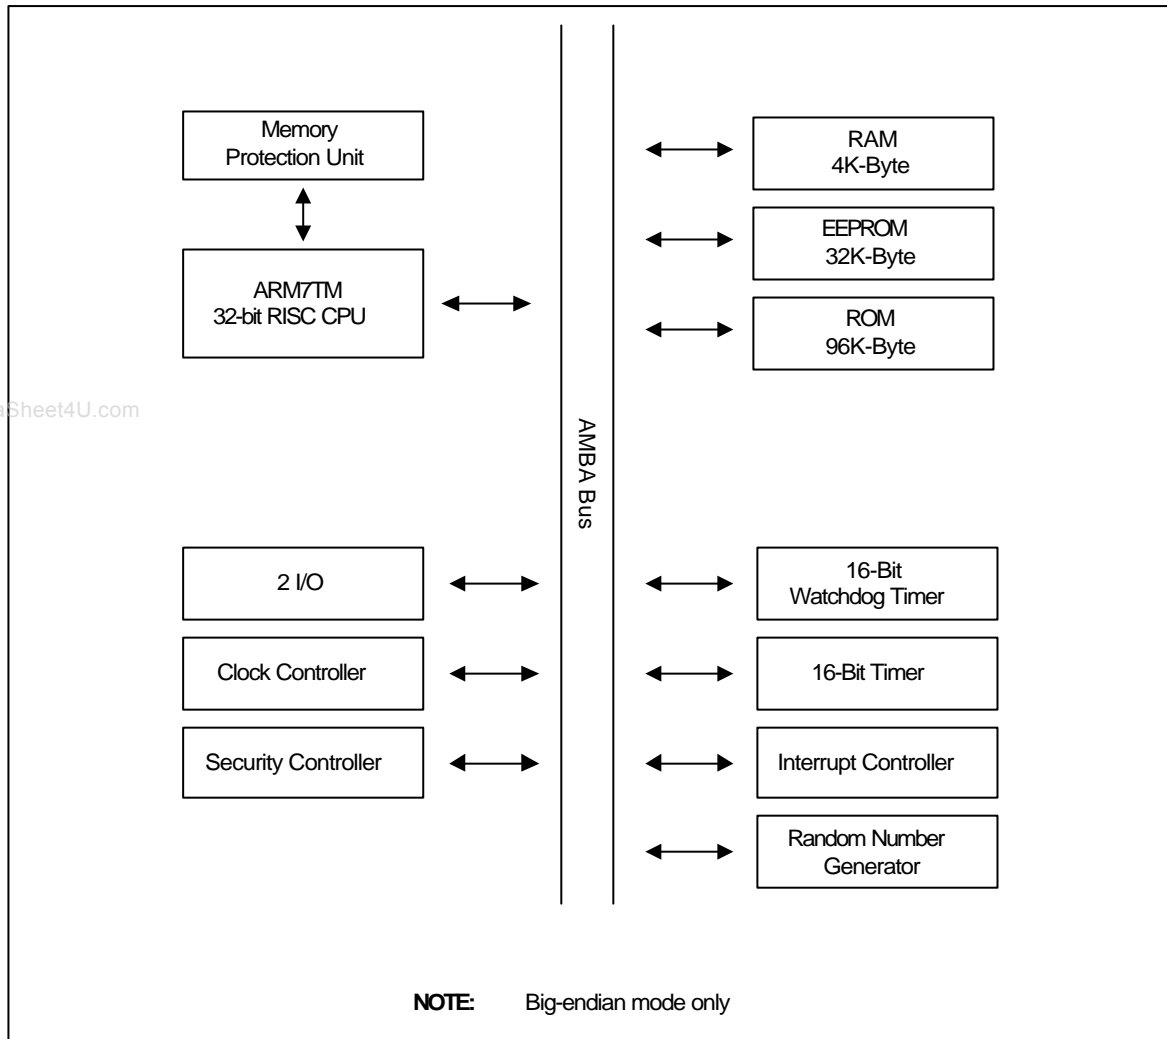 Memory
Protection Unit
ARM7TM
32-bit RISC CPU
RAM
4K-Byte
EEPROM
32K-Byte
ROM
96K-Byte
aSheet4U.com
AMBA Bus
2 I/O
Clock Controller
Security Controller
16-Bit
Watchdog Timer
16-Bit Timer
Interrupt Controller
Random Number
Generator
NOTE: Big-endian mode only